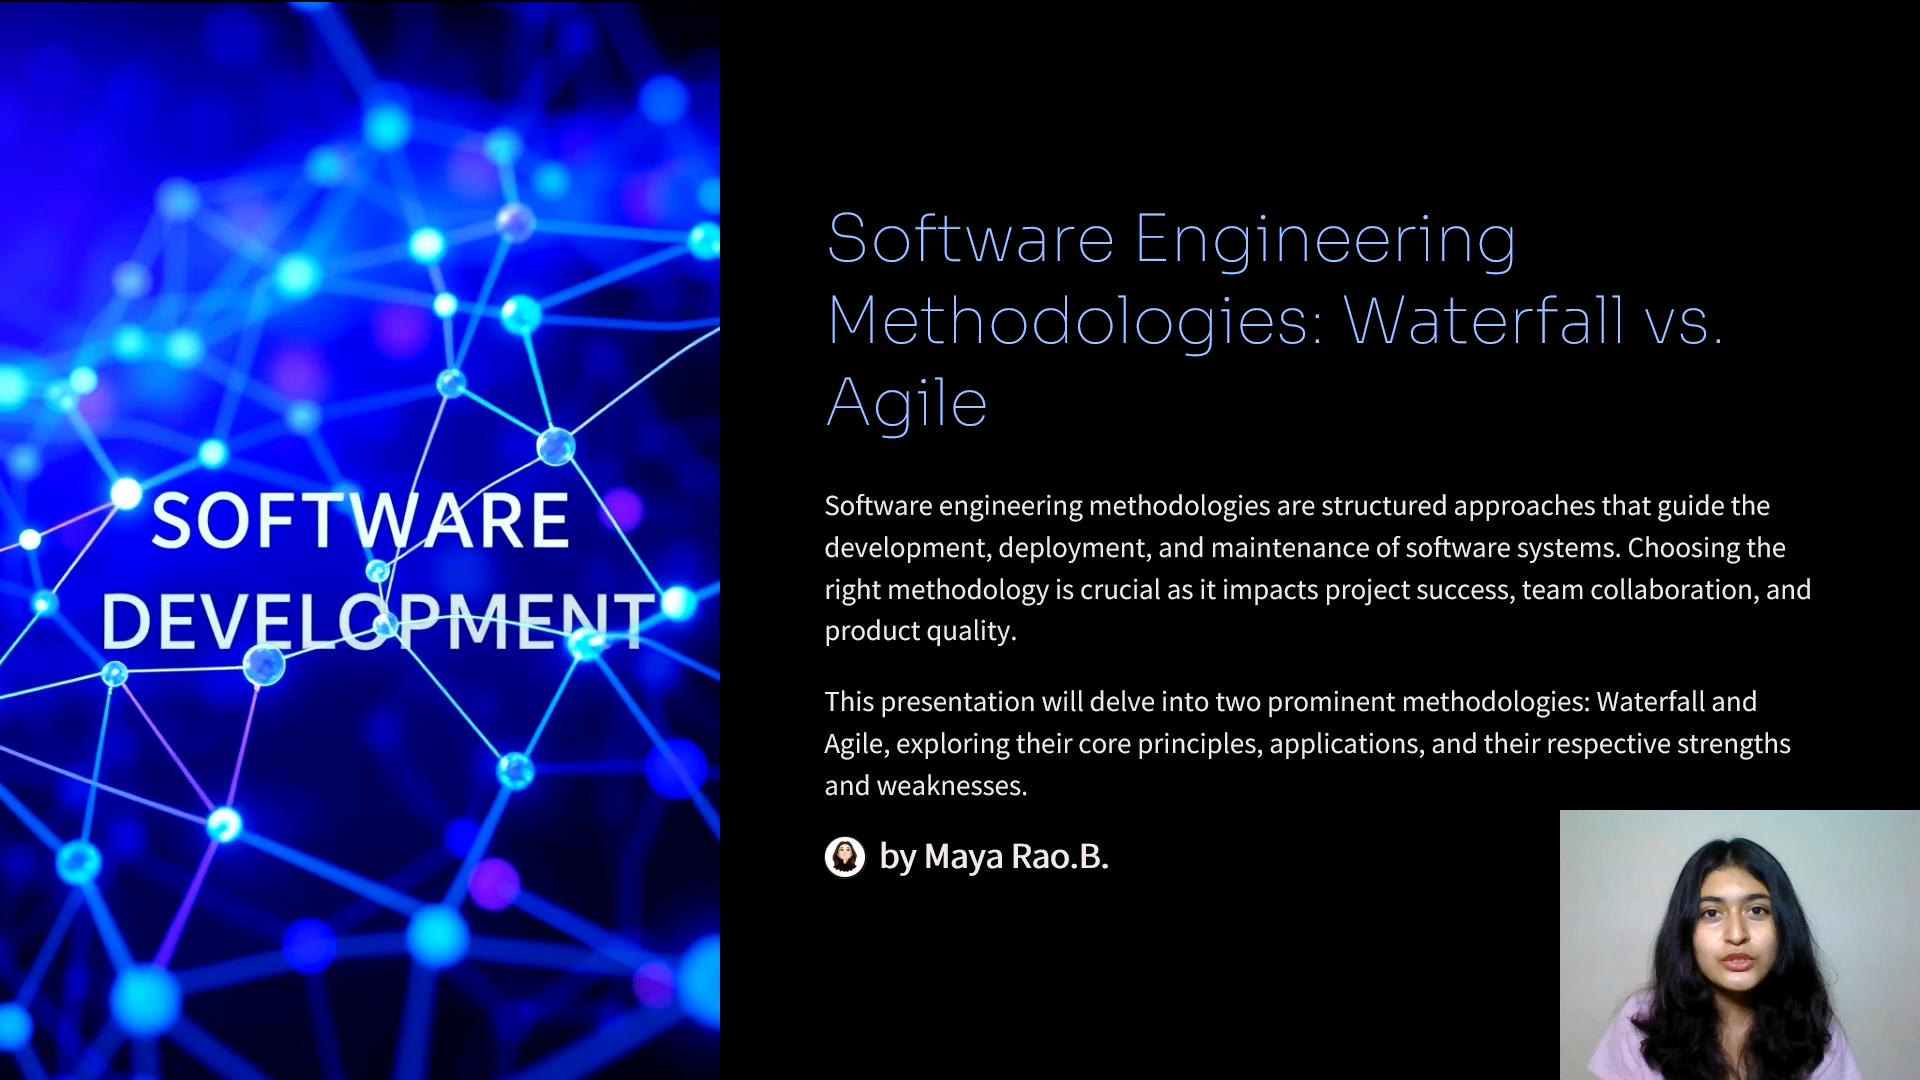 SOFTWARE
DEVELOPMENT
Software Engineering
Methodologies: Waterfall vs.
Agile
Software engineering methodologies are structured approaches that guide the
development, deployment, and maintenance of software systems. Choosing the
right methodology is crucial as it impacts project success, team collaboration, and
product quality.
This presentation will delve into two prominent methodologies: Waterfall and
Agile, exploring their core principles, applications, and their respective strengths
and weaknesses.
by Maya Rao.B.